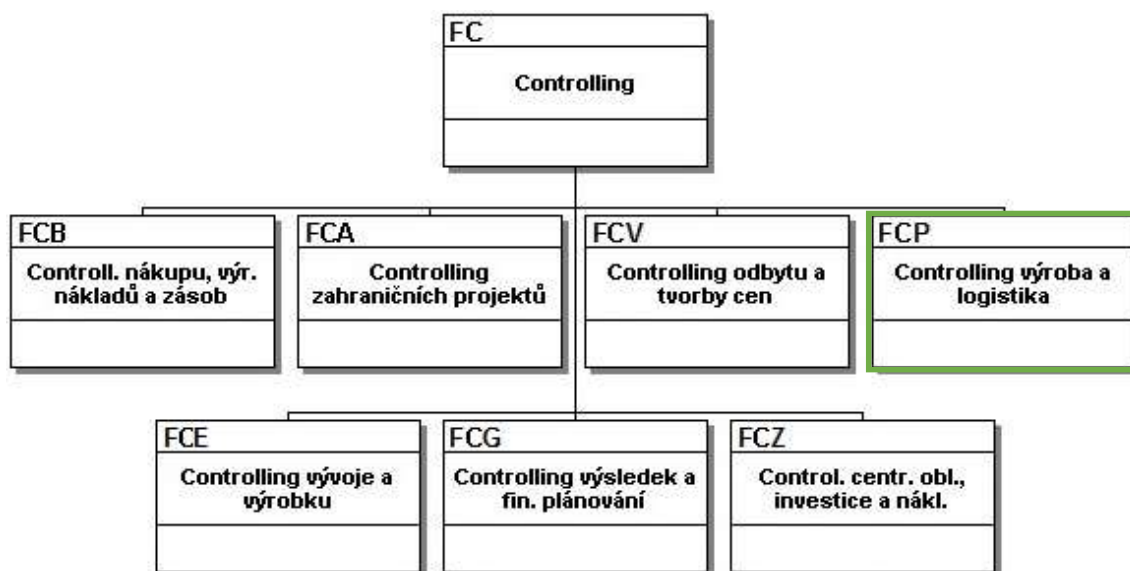 FC
Controlling
FCB
Controll. nákupu, výr.
nákladů a zásob
FCA
Controlling
zahraničních projektů
FCV
Controlling odbytu a
tvorby cen
FCP
Controlling výroba a
logistika
FCE
Controlling vývoje a
výrobku
FCG
Controlling výsledek a
fin. plánování
FCZ
Control. centr. obl.,
investice a nákl.